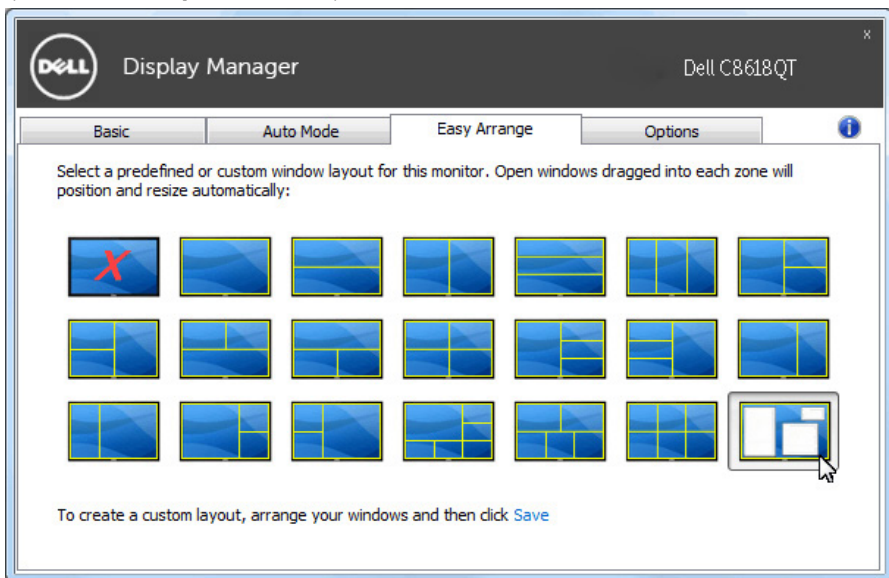 DELL Display Manager
x
Dell C8618QT
Basic Auto Mode Easy Arrange Options i
Select a predefined or custom window layout for this monitor. Open windows dragged into each zone will
position and resize automatically:
X
To create a custom layout, arrange your windows and then click Save